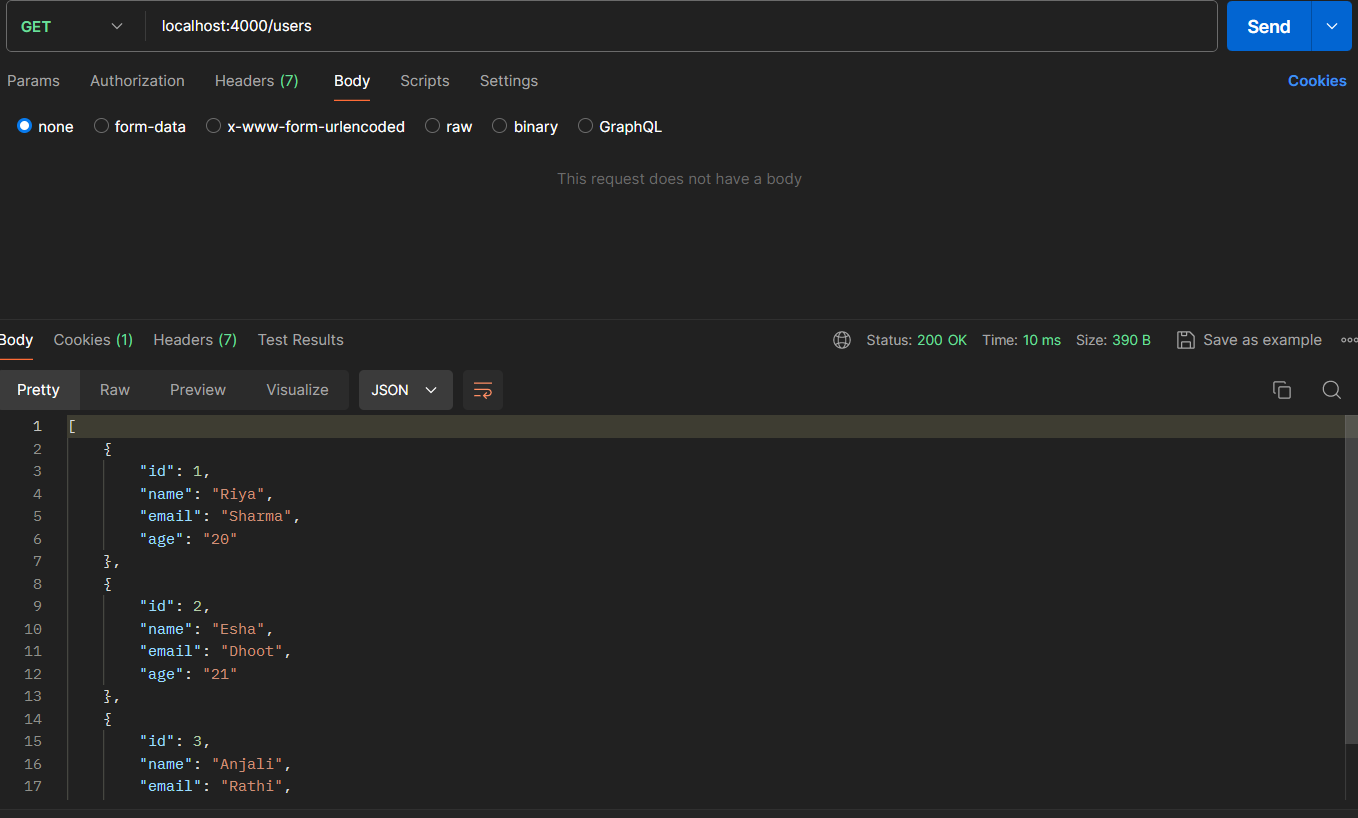 GET localhost:4000/users Send
Params Authorization Headers (7) Body Scripts Settings Cookies
none form-data x-www-form-urlencoded raw binary GraphQL
This request does not have a body
Body Cookies (1) Headers (7) Test Results Status: 200 OK Time: 10 ms Size: 390 B Save as example
Pretty Raw Preview Visualize JSON
1 [
2 {
3 "id": 1,
4 "name": "Riya",
5 "email": "Sharma",
6 "age": "20"
7 },
8 {
9 "id": 2,
10 "name": "Esha",
11 "email": "Dhoot",
12 "age": "21"
13 },
14 {
15 "id": 3,
16 "name": "Anjali",
17 "email": "Rathi",